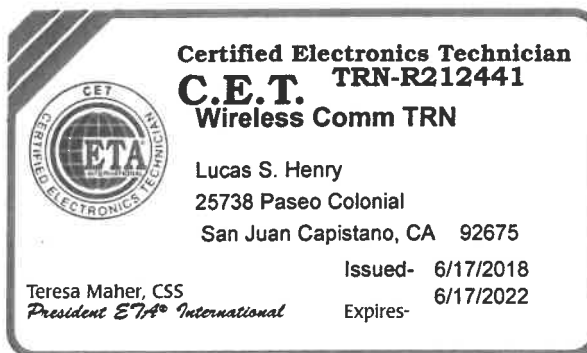 Certified Electronics Technician
C.E.T. TRN-R212441
Wireless Comm TRN
CET
CERTIFIED ELECTRONICS TECHNICIAN
ETA
INTERNATIONAL
Lucas S. Henry
25738 Paseo Colonial
San Juan Capistano, CA 92675
Issued- 6/17/2018
Teresa Maher, CSS
President ETA® International
Expires- 6/17/2022